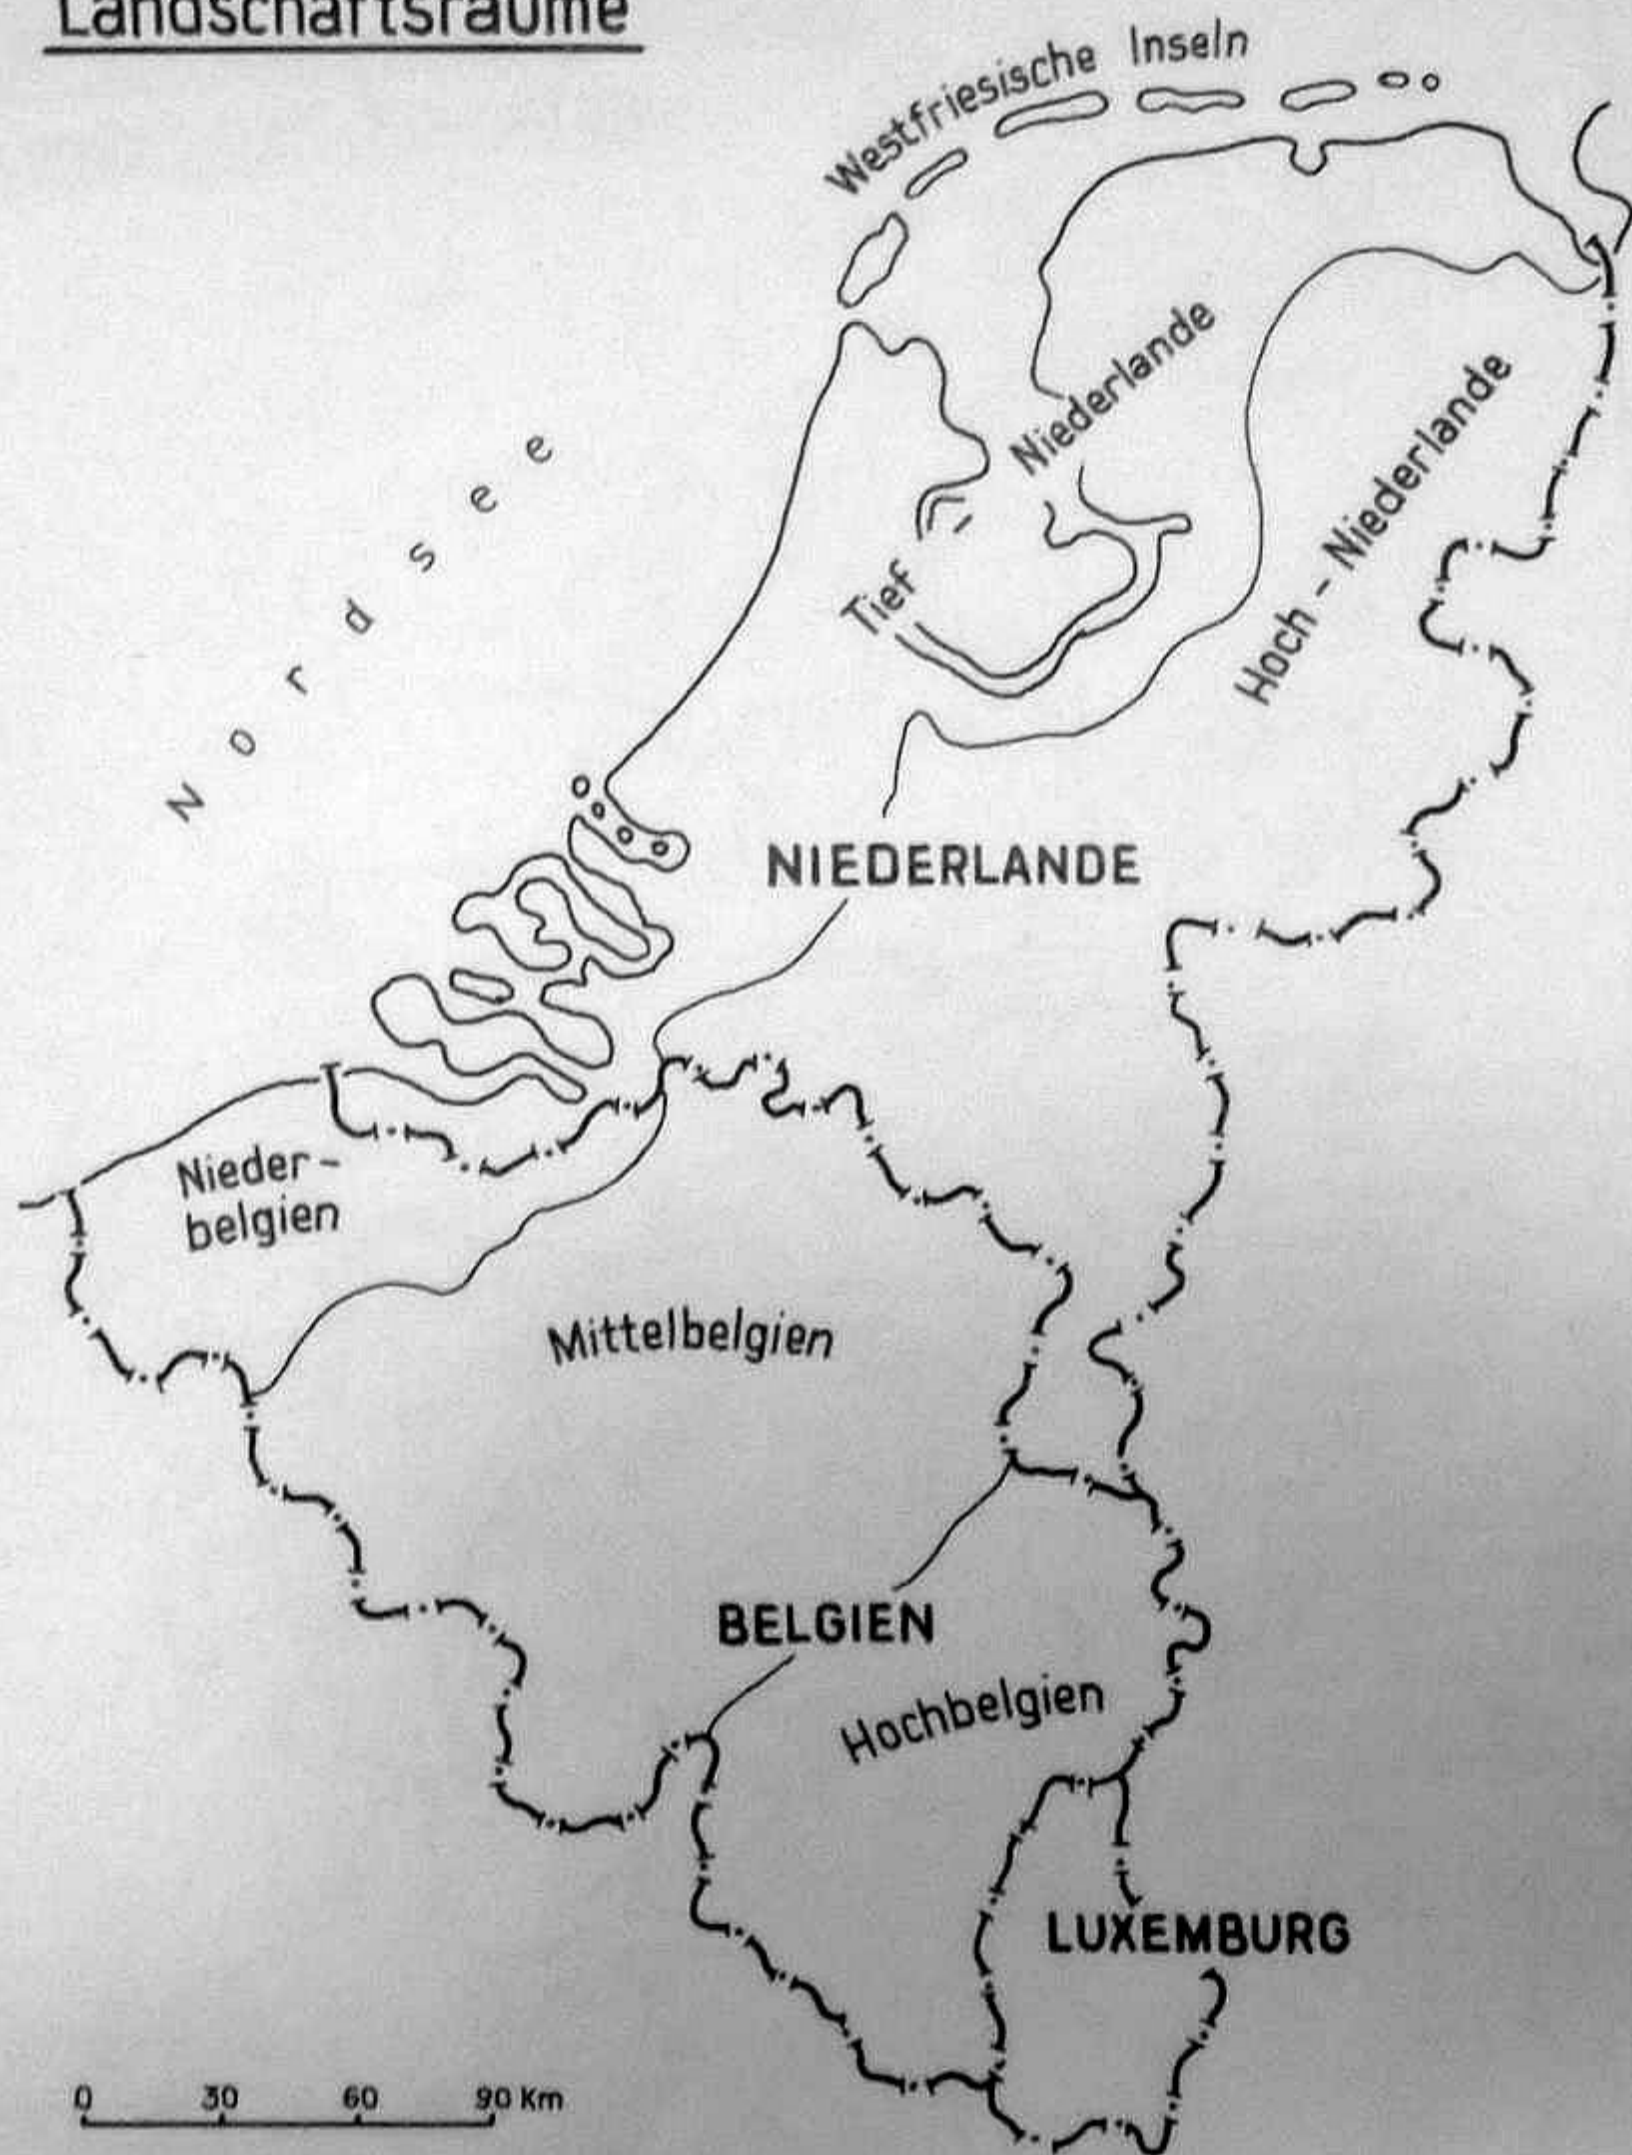 Landschaftsräume
Westfriesische Inseln
Nordsee
Tief Niederlande
Hoch - Niederlande
NIEDERLANDE
Nieder-
belgien
Mittelbelgien
BELGIEN
Hochbelgien
LUXEMBURG
0 30 60 90 Km